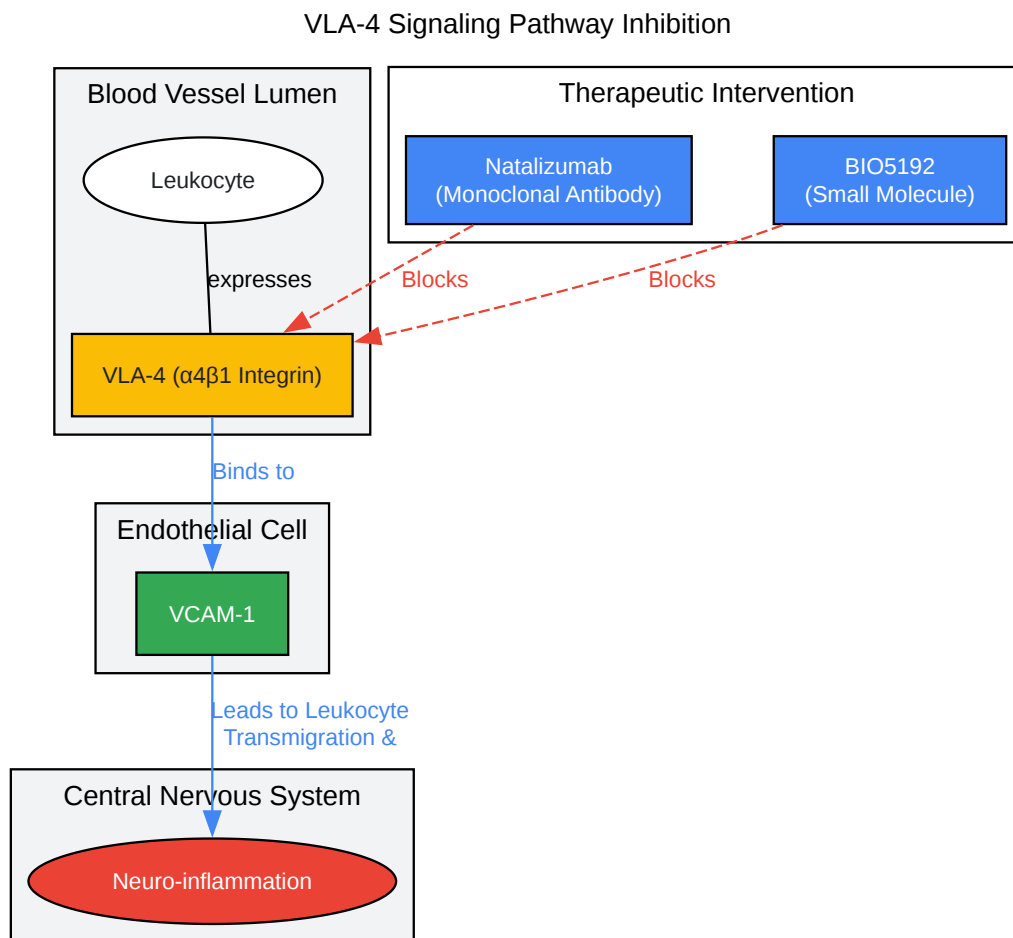 VLA-4 Signaling Pathway Inhibition
Blood Vessel Lumen
Therapeutic Intervention
Leukocyte
Natalizumab
(Monoclonal Antibody)
BIO5192
(Small Molecule)
expresses
Blocks
Blocks
VLA-4 (α4β1 Integrin)
Binds to
Endothelial Cell
VCAM-1
Leads to Leukocyte
Transmigration &
Central Nervous System
Neuro-inflammation